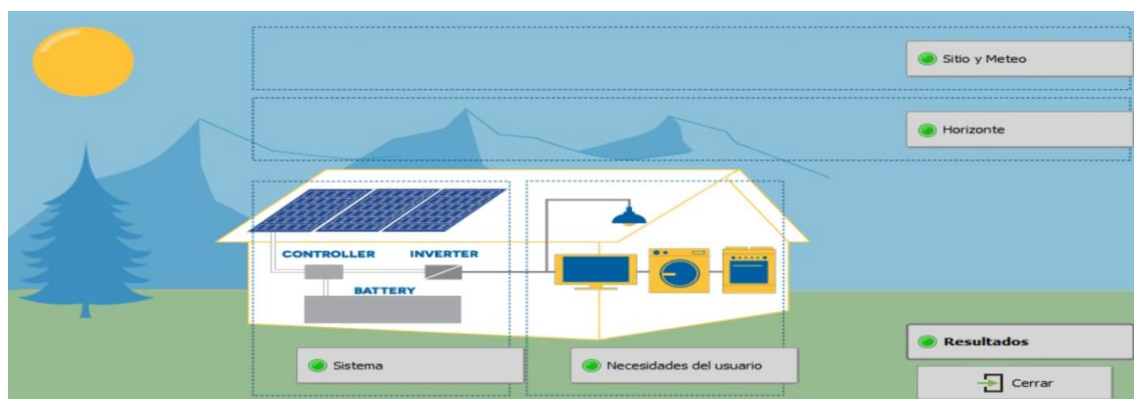 Sitio y Meteo
Horizonte
CONTROLLER
INVERTER
BATTERY
Sistema
Necesidades del usuario
Resultados
Cerrar